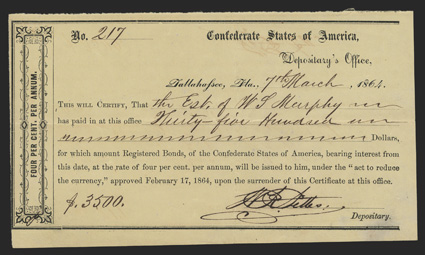 No. 217 Confederate States of America,
Depositary's Office,
Tallahassee, Fla., 7th March, 1864.
THIS WILL CERTIFY, That the Est. of W S Murphy
has paid in at this office Thirty five Hundred
Dollars,
for which amount Registered Bonds, of the Confederate States of America, bearing interest from
this date, at the rate of four per cent. per annum, will be issued to him, under the "act to reduce
the currency," approved February 17, 1864, upon the surrender of this Certificate at this office.
$. 3500.
Depositary.
FOUR PER CENT. PER ANNUM.